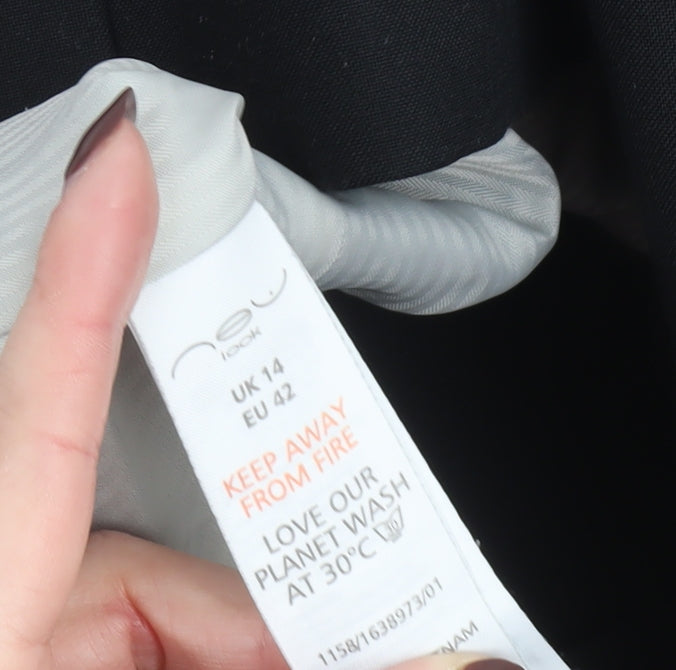 new
look
UK 14
EU 42
KEEP AWAY
FROM FIRE
LOVE OUR
PLANET WASH
AT 30°C
1158/1638973/01
TNAM